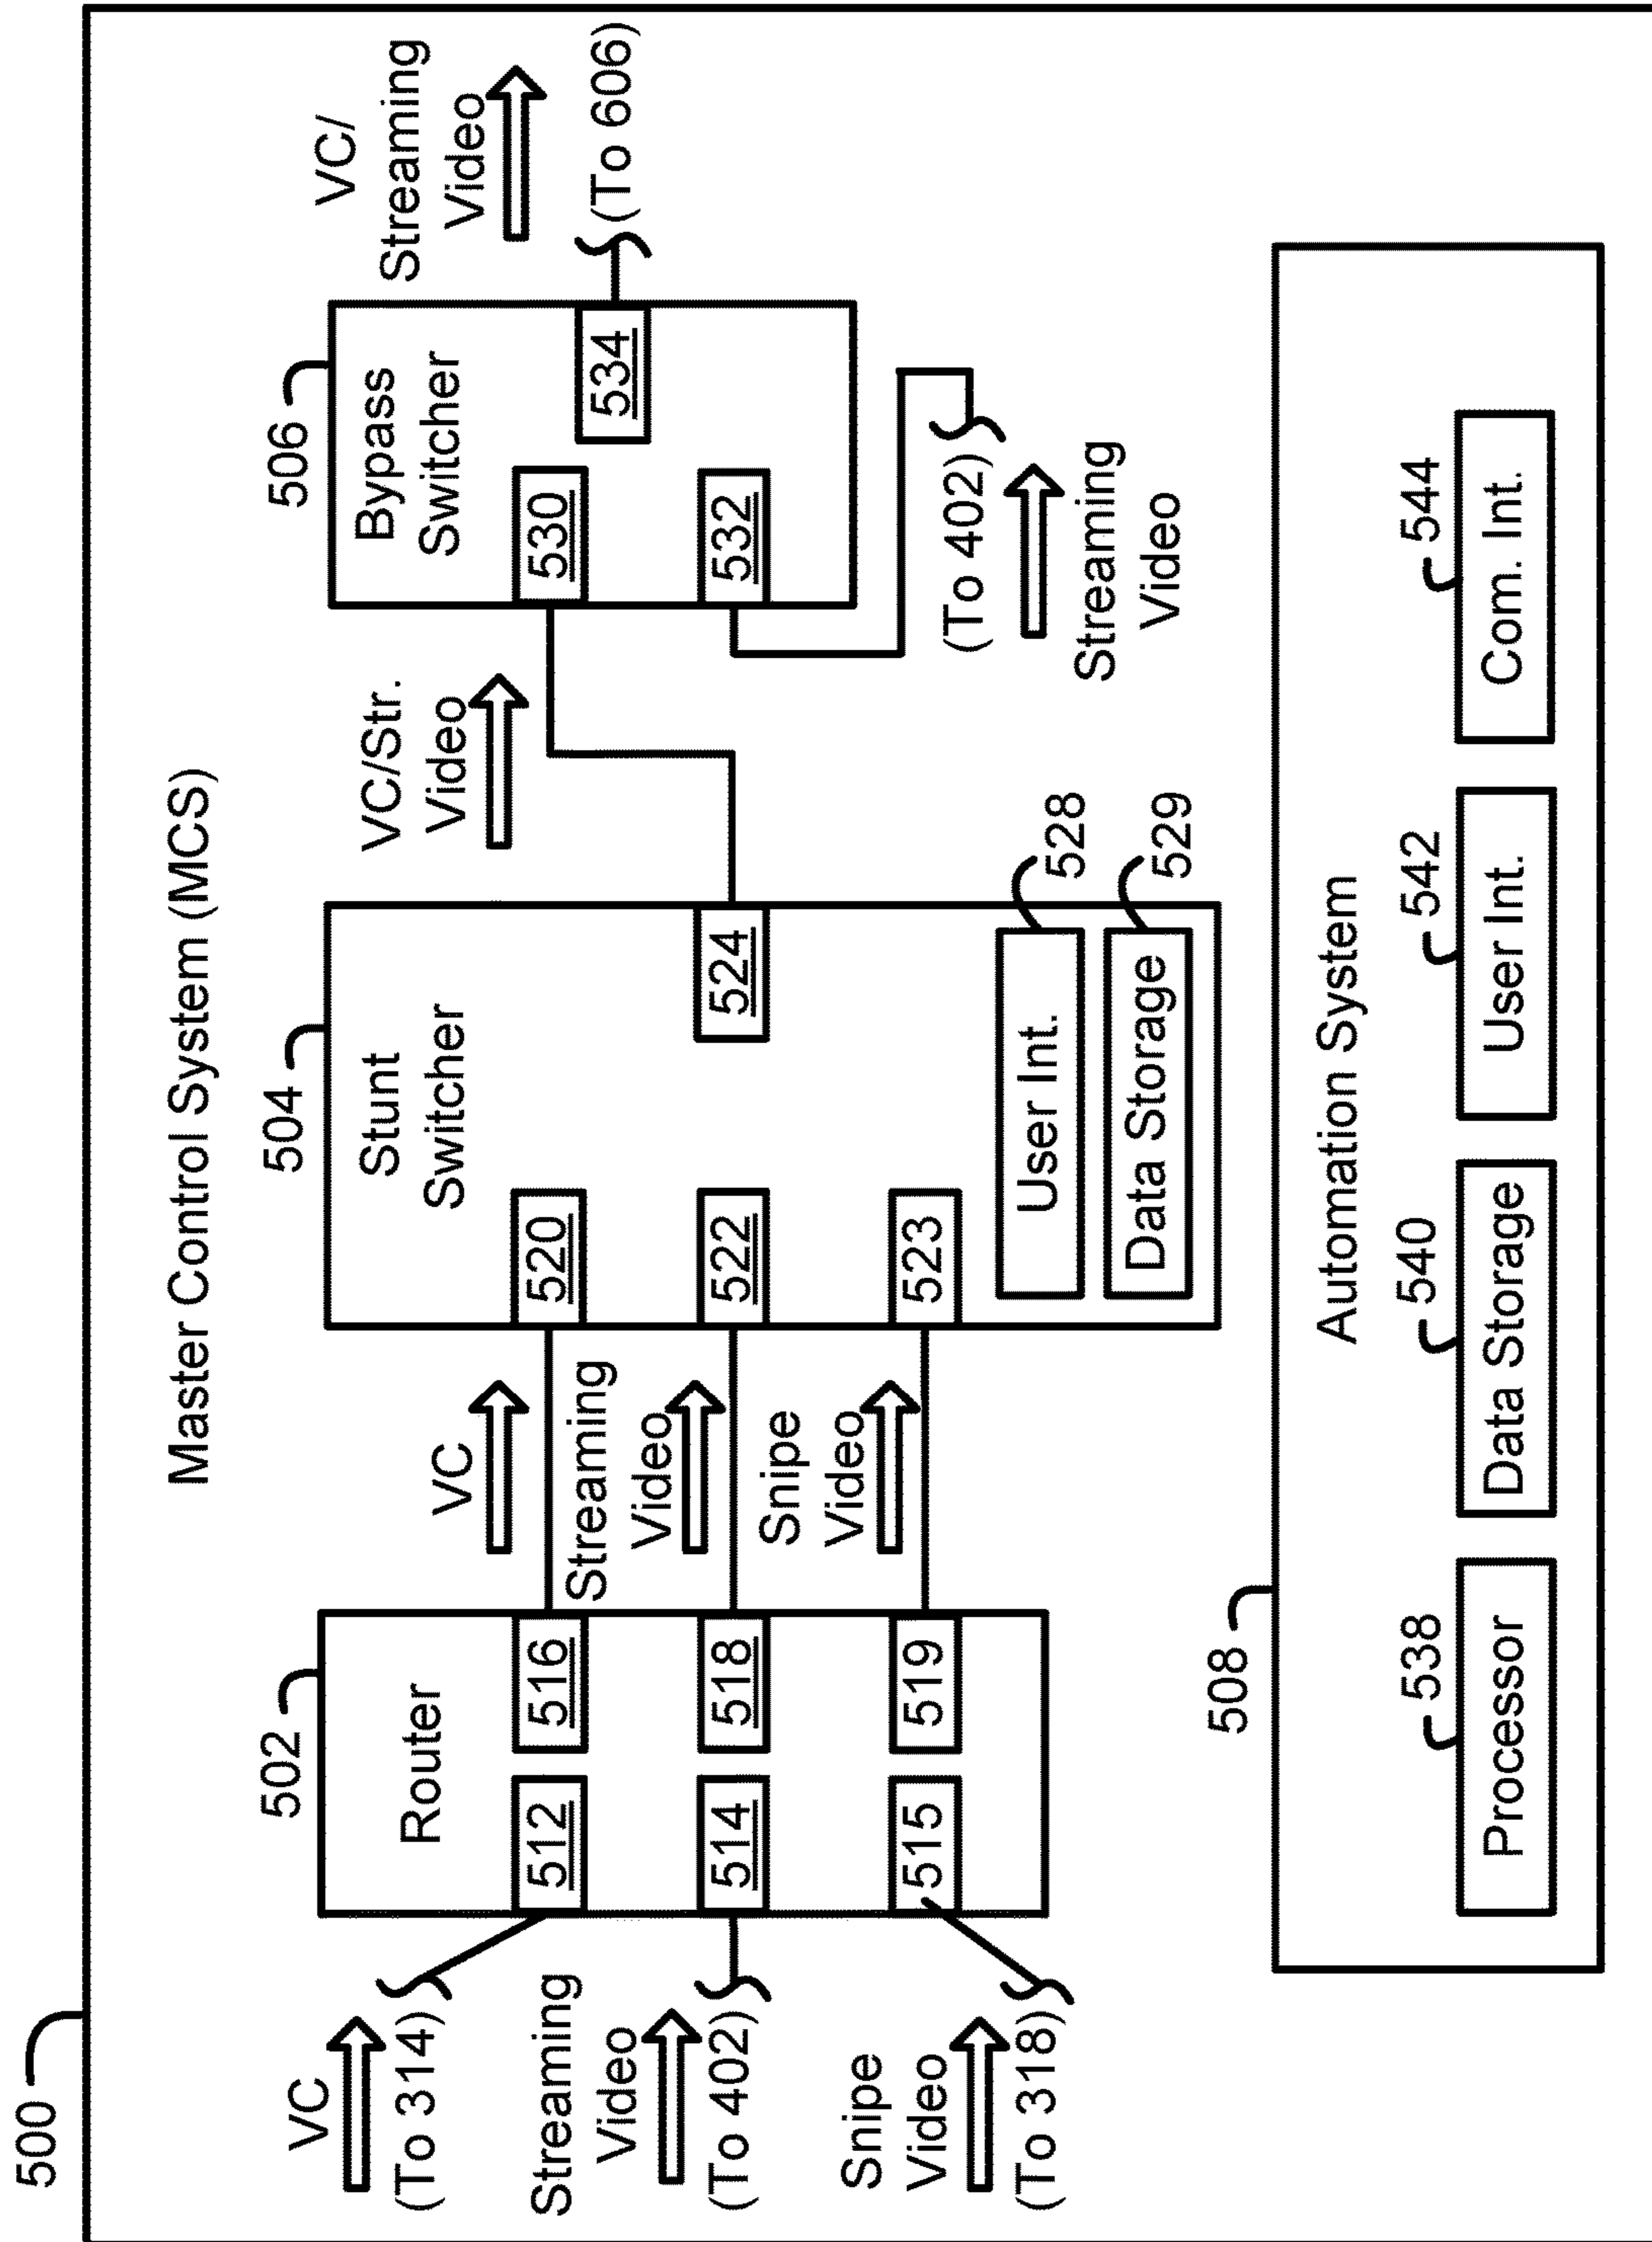 500
Master Control System (MCS)
502
Router
512
516
514
518
515
519
VC
(To 314)
Streaming
Video
(To 402)
Snipe
Video
(To 318)
VC
Streaming
Video
Snipe
Video
504
Stunt
Switcher
520
522
523
524
User Int.
528
Data Storage
529
VC/Str.
Video
506
Bypass
Switcher
530
532
534
VC/
Streaming
Video
(To 606)
(To 402)
Streaming
Video
508
Automation System
538
Processor
540
Data Storage
542
User Int.
544
Com. Int.